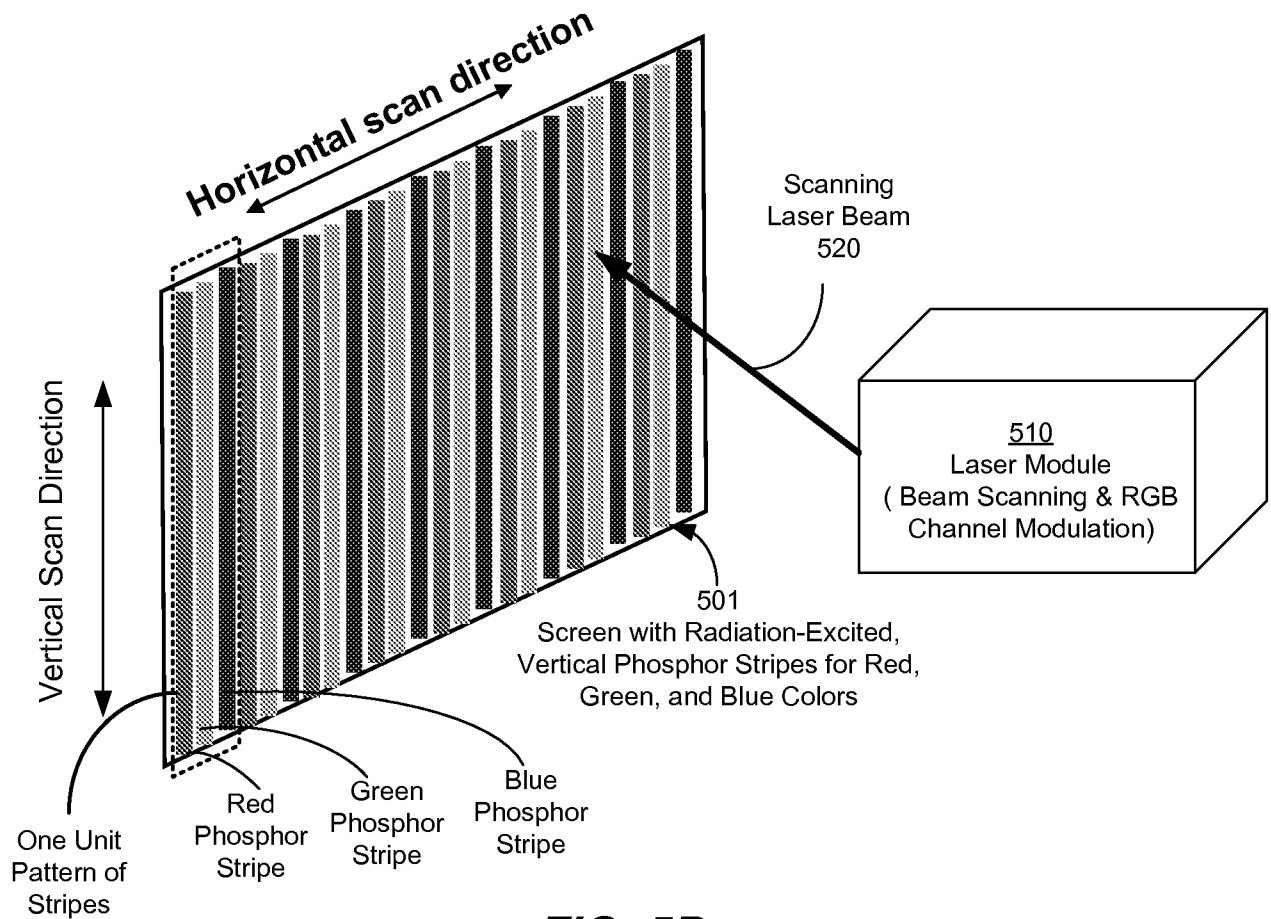 Horizontal scan direction
Scanning
Laser Beam
520
Vertical Scan Direction
510
Laser Module
( Beam Scanning & RGB
Channel Modulation)
501
Screen with Radiation-Excited,
Vertical Phosphor Stripes for Red,
Green, and Blue Colors
Blue
Phosphor
Stripe
Green
Phosphor
Stripe
Red
Phosphor
Stripe
One Unit
Pattern of
Stripes